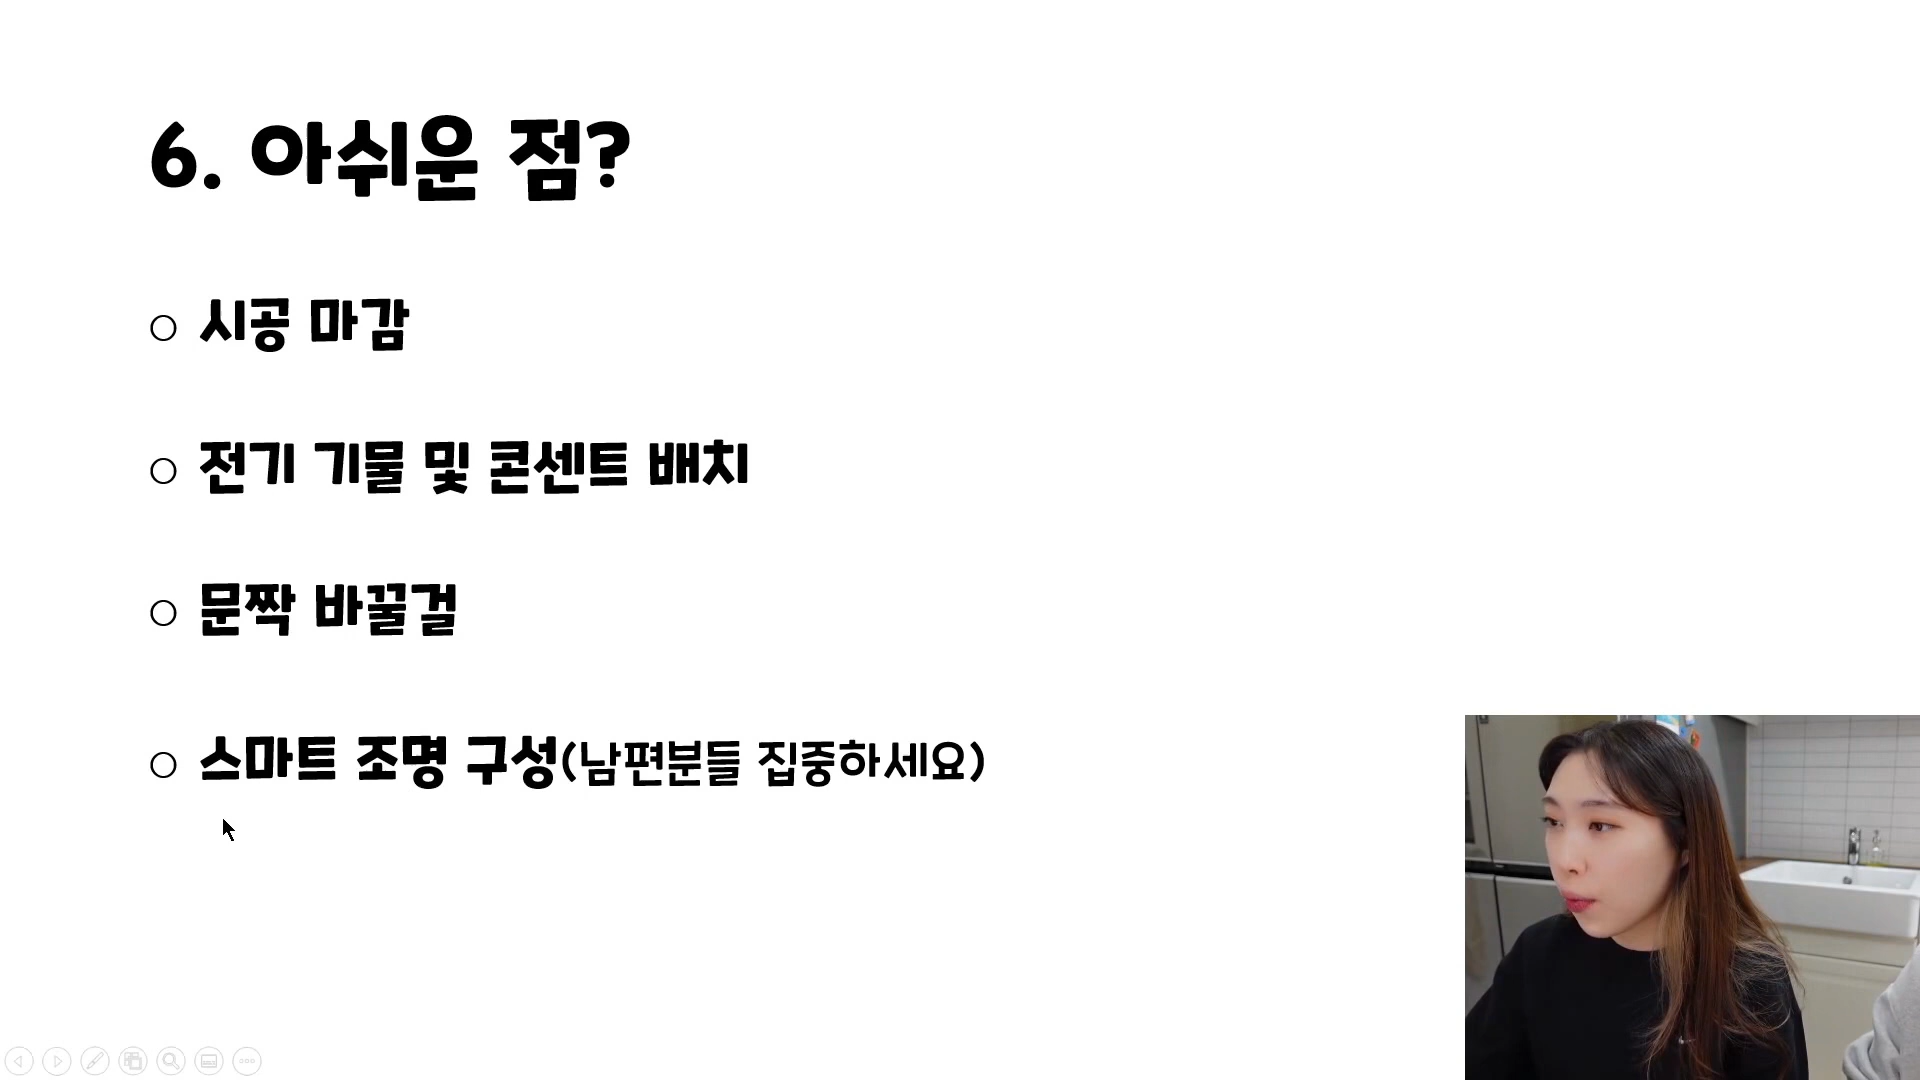 6. 아쉬운 점?
시공 마감
전기 기물 및 콘센트 배치
문짝 바꿀걸
스마트 조명 구성(남편분들 집중하세요)